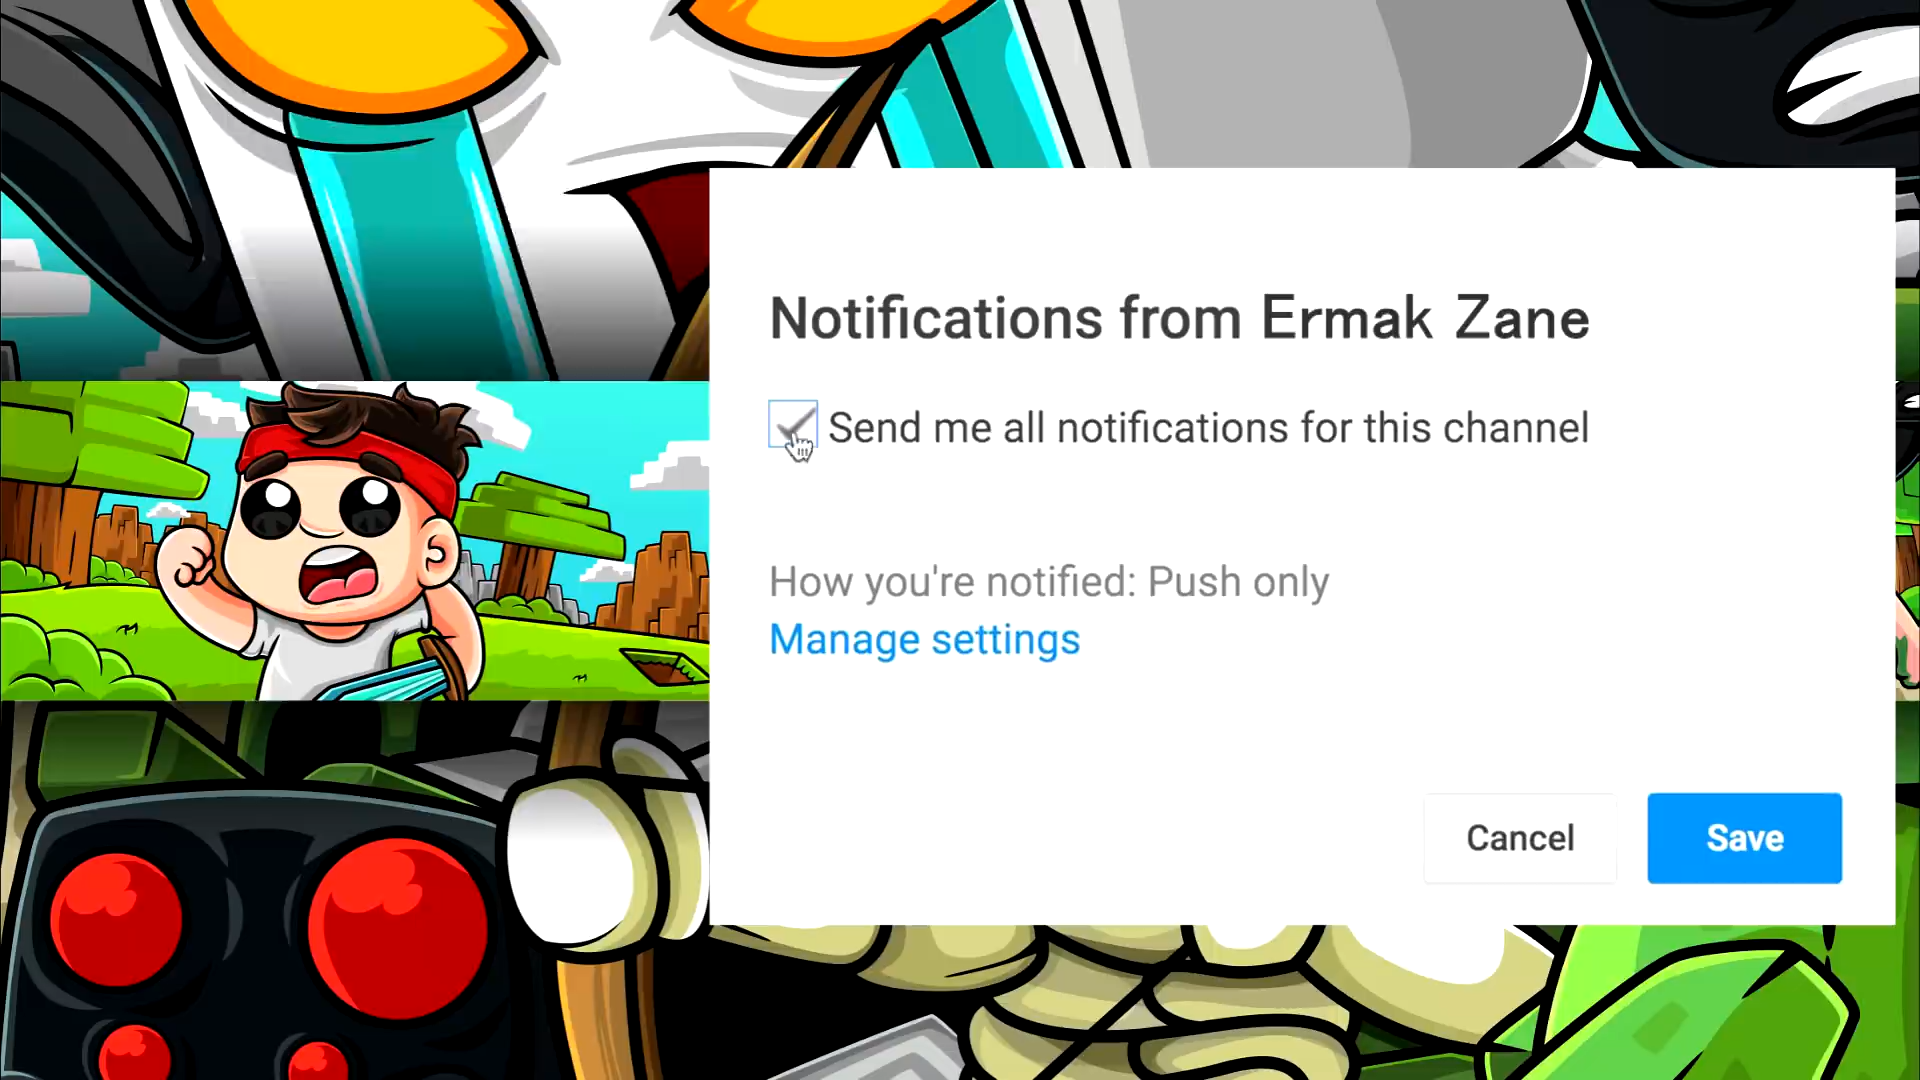 Notifications from Ermak Zane
Send me all notifications for this channel
How you're notified: Push only
Manage settings
Cancel
Save